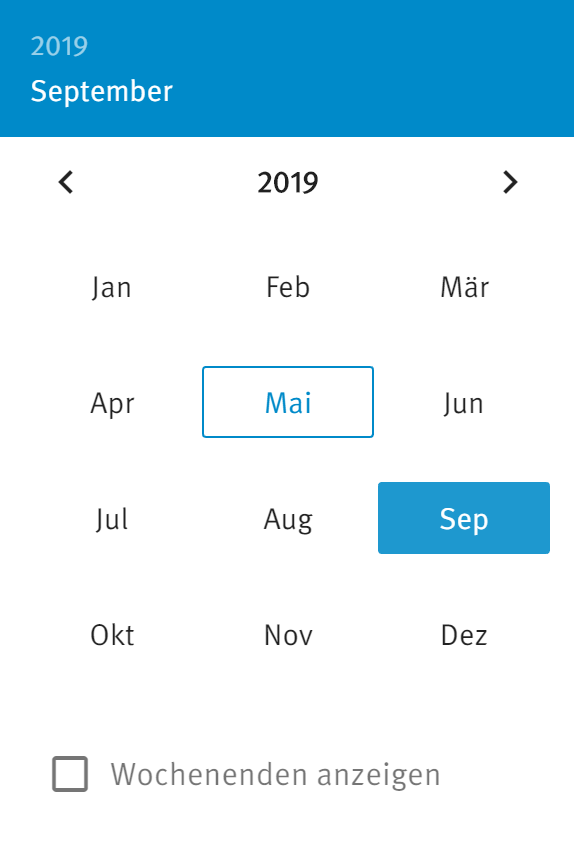 2019
September
2019
Jan Feb Mär
Apr Mai Jun
Jul Aug Sep
Okt Nov Dez
Wochenenden anzeigen